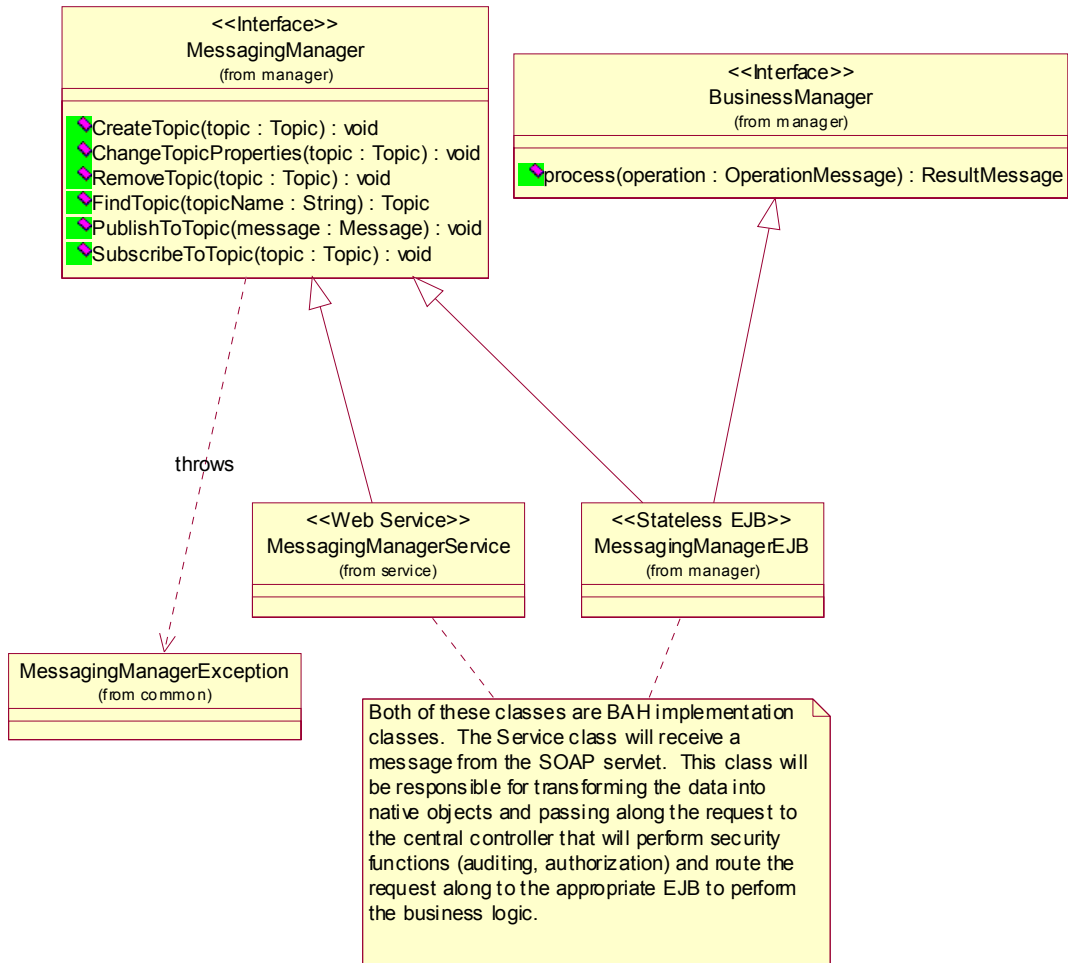 <<Interface>>
MessagingManager
(from manager)
CreateTopic(topic : Topic) : void
ChangeTopicProperties(topic : Topic) : void
RemoveTopic(topic : Topic) : void
FindTopic(topicName : String) : Topic
PublishToTopic(message : Message) : void
SubscribeToTopic(topic : Topic) : void
<<Interface>>
BusinessManager
(from manager)
process(operation : OperationMessage) : ResultMessage
throws
<<Web Service>>
MessagingManagerService
(from service)
<<Stateless EJB>>
MessagingManagerEJB
(from manager)
MessagingManagerException
(from common)
Both of these classes are BAH implementation
classes. The Service class will receive a
message from the SOAP servlet. This class will
be responsible for transforming the data into
native objects and passing along the request to
the central controller that will perform security
functions (auditing, authorization) and route the
request along to the appropriate EJB to perform
the business logic.